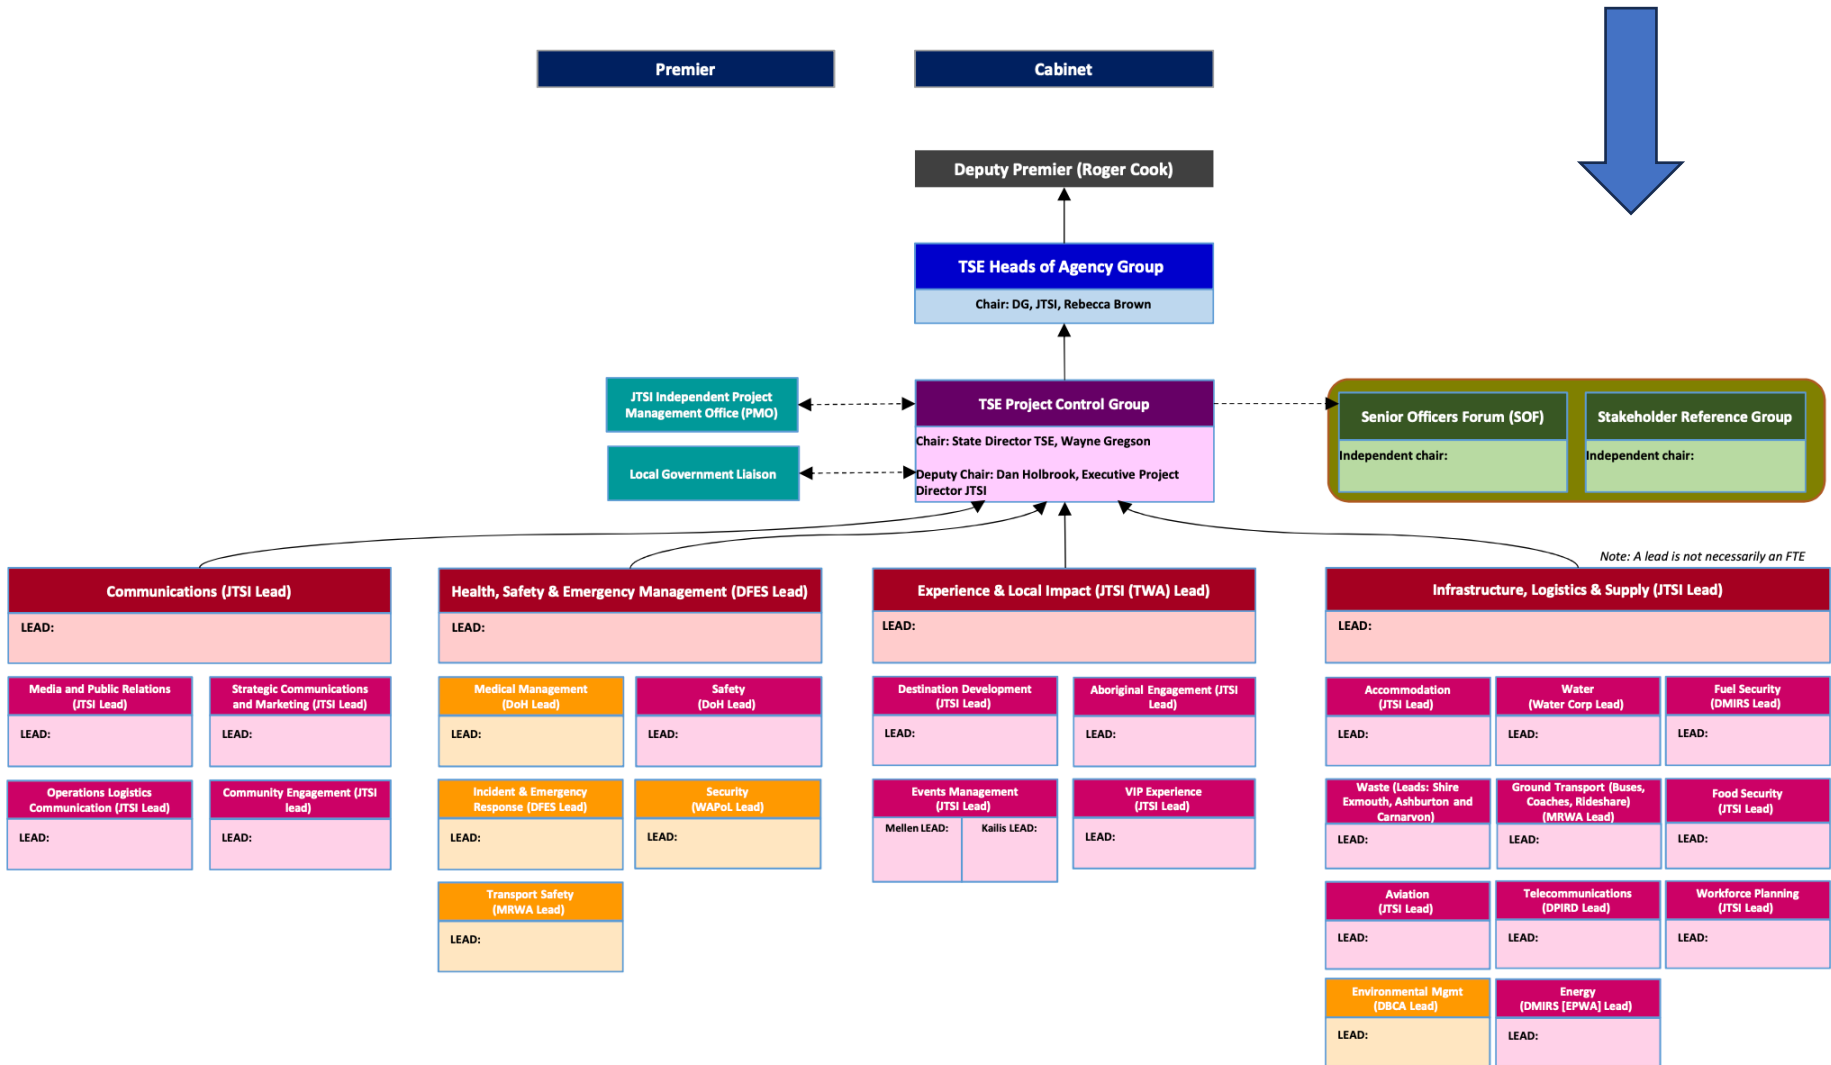 Premier
Cabinet
Deputy Premier (Roger Cook)
TSE Heads of Agency Group
Chair: DG, JTSI, Rebecca Brown
JTSI Independent Project
Management Office (PMO)
Local Government Liaison
TSE Project Control Group
Chair: State Director TSE, Wayne Gregson
Deputy Chair: Dan Holbrook, Executive Project
Director JTSI
Senior Officers Forum (SOF)
Independent chair:
Stakeholder Reference Group
Independent chair:
Note: A lead is not necessarily an FTE
Communications (JTSI Lead)
LEAD:
Media and Public Relations
(JTSI Lead)
LEAD:
Strategic Communications
and Marketing (JTSI Lead)
LEAD:
Operations Logistics
Communication (JTSI Lead)
LEAD:
Community Engagement (JTSI
lead)
LEAD:
Health, Safety & Emergency Management (DFES Lead)
LEAD:
Medical Management
(DoH Lead)
LEAD:
Safety
(DoH Lead)
LEAD:
Incident & Emergency
Response (DFES Lead)
LEAD:
Security
(WAPoL Lead)
LEAD:
Transport Safety
(MRWA Lead)
LEAD:
Experience & Local Impact (JTSI (TWA) Lead)
LEAD:
Destination Development
(JTSI Lead)
LEAD:
Aboriginal Engagement (JTSI
Lead)
LEAD:
Events Management
(JTSI Lead)
Mellen LEAD:
Kailis LEAD:
VIP Experience
(JTSI Lead)
LEAD:
Infrastructure, Logistics & Supply (JTSI Lead)
LEAD:
Accommodation
(JTSI Lead)
LEAD:
Water
(Water Corp Lead)
LEAD:
Fuel Security
(DMIRS Lead)
LEAD:
Waste (Leads: Shire
Exmouth, Ashburton and
Carnarvon)
LEAD:
Ground Transport (Buses,
Coaches, Rideshare)
(MRWA Lead)
LEAD:
Food Security
(JTSI Lead)
LEAD:
Aviation
(JTSI Lead)
LEAD:
Telecommunications
(DPIRD Lead)
LEAD:
Workforce Planning
(JTSI Lead)
LEAD:
Environmental Mgmt
(DBCA Lead)
LEAD:
Energy
(DMIRS [EPWA] Lead)
LEAD: